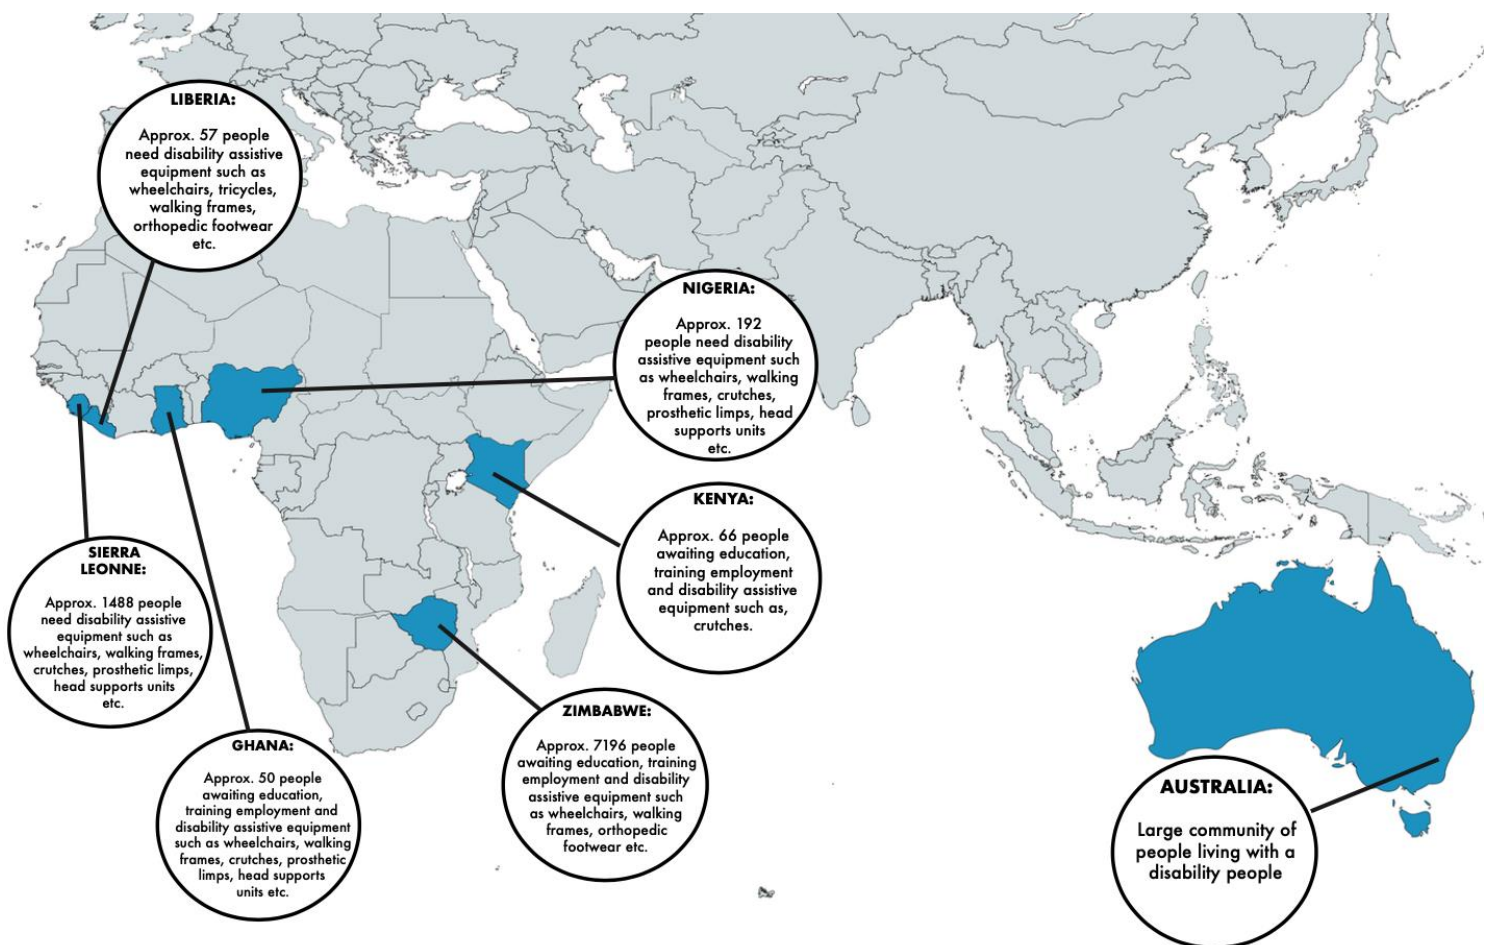 LIBERIA:
Approx. 57 people
need disability assistive
equipment such as
wheelchairs, tricycles,
walking frames,
orthopedic footwear
etc.
NIGERIA:
Approx. 192
people need disability
assistive equipment such
as wheelchairs, walking
frames, crutches,
prosthetic limps, head
supports units
etc.
KENYA:
Approx. 66 people
awaiting education,
training employment
and disability assistive
equipment such as,
crutches.
SIERRA
LEONNE:
Approx. 1488 people
need disability assistive
equipment such as
wheelchairs, walking frames,
crutches, prosthetic limps,
head supports units
etc.
GHANA:
Approx. 50 people
awaiting education,
training employment and
disability assistive equipment
such as wheelchairs, walking
frames, crutches, prosthetic
limps, head supports
units etc.
ZIMBABWE:
Approx. 7196 people
awaiting education, training
employment and disability
assistive equipment such
as wheelchairs, walking
frames, orthopedic
footwear etc.
AUSTRALIA:
Large community of
people living with a
disability people